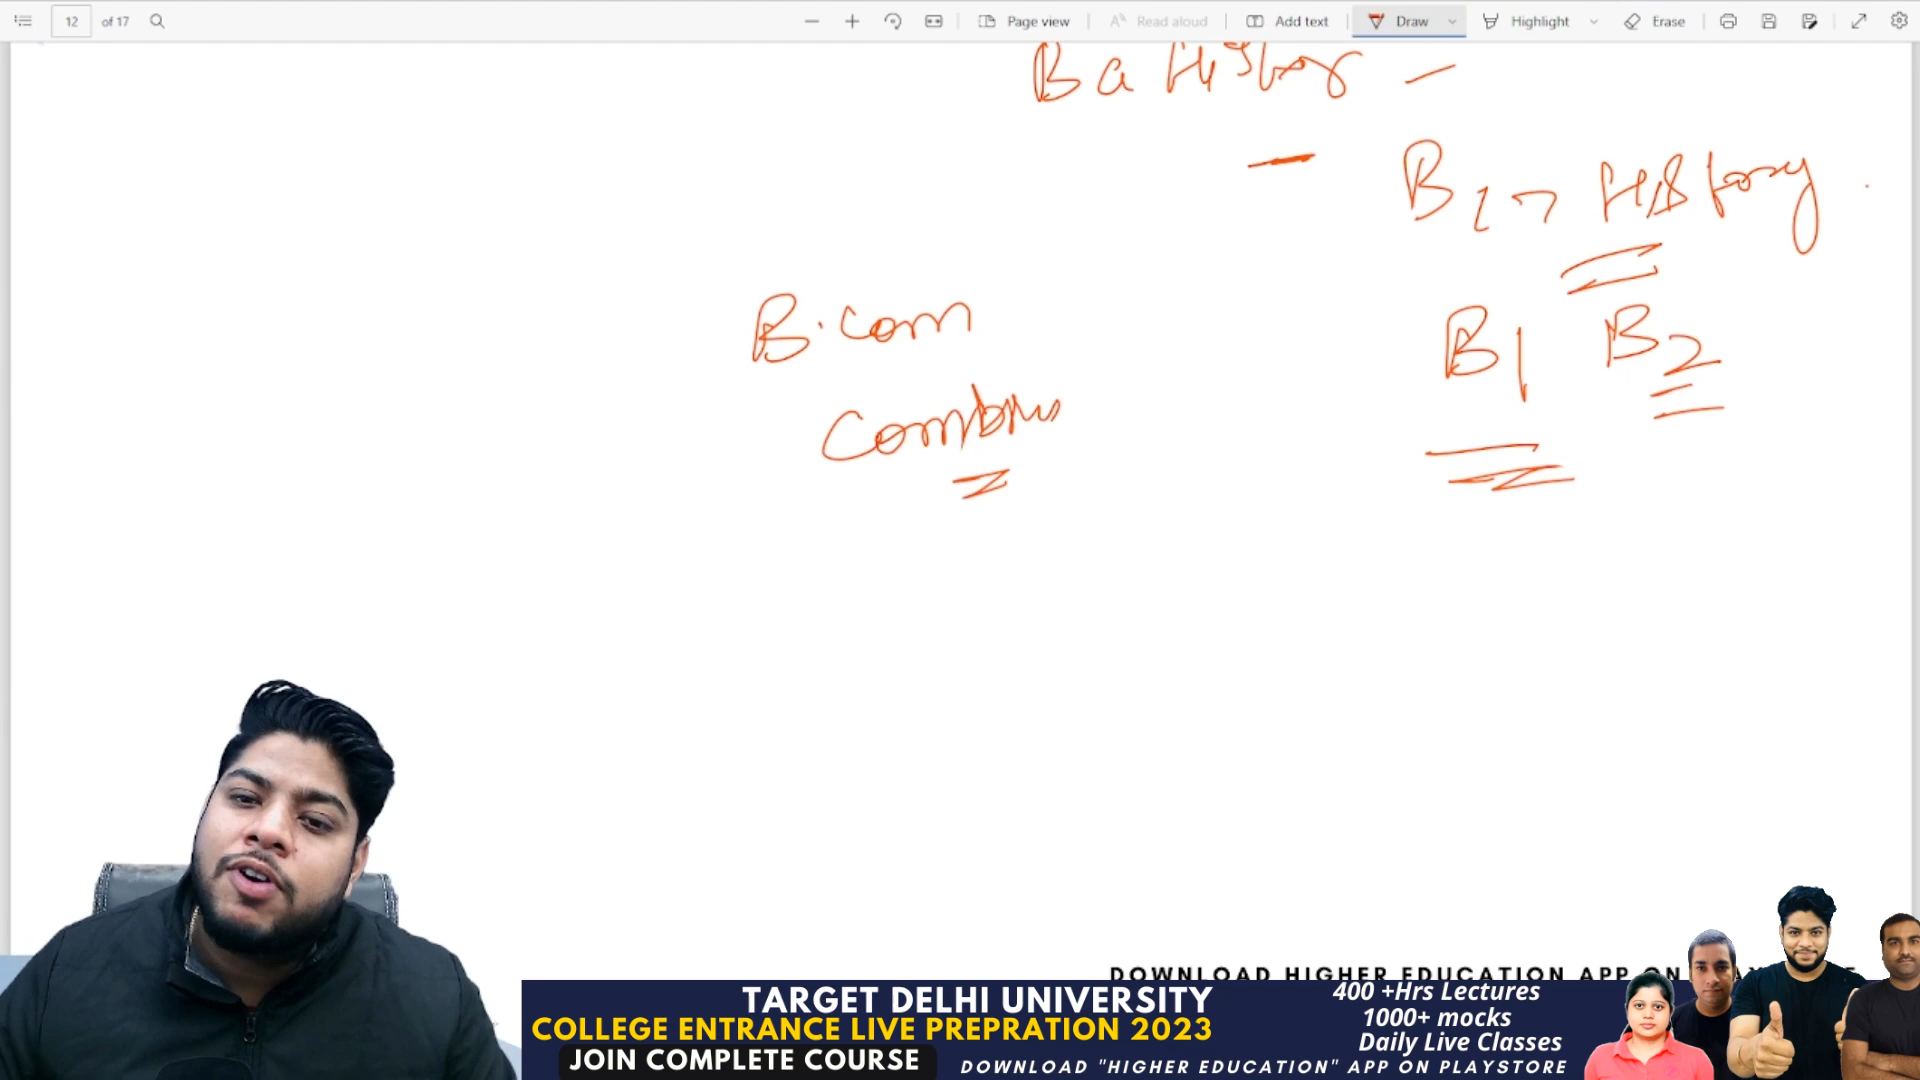 12 of 17 Page view Read aloud Add text Draw Highlight Erase
Ba History –
B2 → History
B1 B2
B.com
DOWNLOAD HIGHER EDUCATION APP ON
TARGET DELHI UNIVERSITY
COLLEGE ENTRANCE LIVE PREPRATION 2023
JOIN COMPLETE COURSE
400 +Hrs Lectures
1000+ mocks
Daily Live Classes
DOWNLOAD "HIGHER EDUCATION" APP ON PLAYSTORE